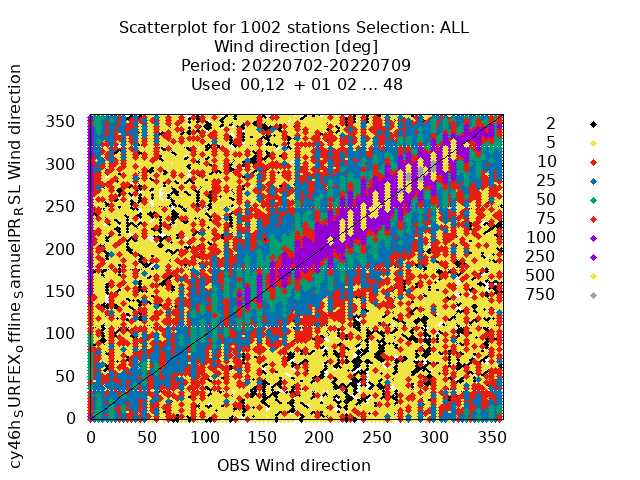 Scatterplot for 1002 stations Selection: ALL
Wind direction [deg]
Period: 20220702-20220709
Used 00,12 + 01 02 ... 48
cy46h_SURFEX_offline_samuelPR_RSL Wind direction
350
300
250
200
150
100
50
0
0 50 100 150 200 250 300 350
OBS Wind direction
2
5
10
25
50
75
100
250
500
750